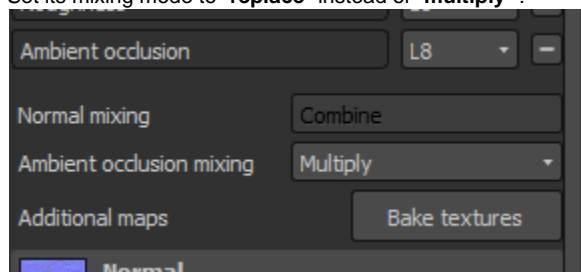 Set its mixing mode to "replace" instead of "multiply".
Roughness
Ambient occlusion L8
Normal mixing Combine
Ambient occlusion mixing Multiply
Additional maps Bake textures
Normal